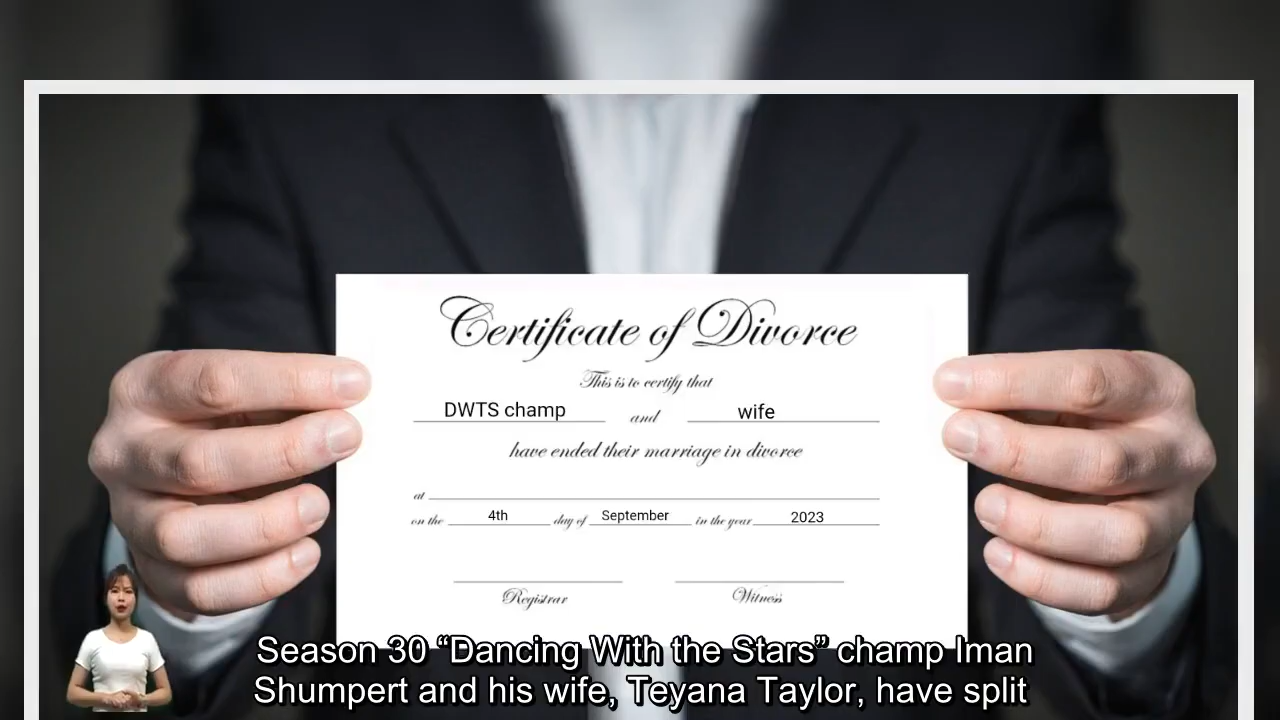 Certificate of Divorce
This is to certify that
DWTS champ and wife
have ended their marriage in divorce
at
on the 4th day of September in the year 2023
Registrar Witness
Season 30 “Dancing With the Stars” champ Iman
Shumpert and his wife, Teyana Taylor, have split